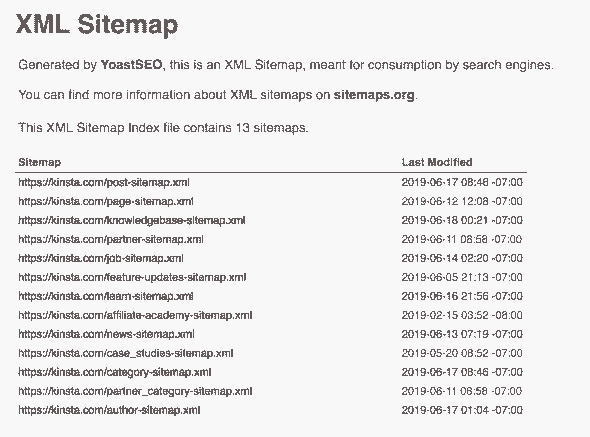 XML Sitemap
Generated by YoastSEO, this is an XML Sitemap, meant for consumption by search engines.
You can find more information about XML sitemaps on sitemaps.org.
This XML Sitemap Index file contains 13 sitemaps.
Sitemap Last Modified
https://kinsta.com/post-sitemap.xml 2019-06-17 08:46 -07:00
https://kinsta.com/page-sitemap.xml 2019-06-12 12:08 -07:00
https://kinsta.com/knowledgebase-sitemap.xml 2019-06-18 00:21 -07:00
https://kinsta.com/partner-sitemap.xml 2019-06-11 06:58 -07:00
https://kinsta.com/job-sitemap.xml 2019-06-14 02:20 -07:00
https://kinsta.com/feature-updates-sitemap.xml 2019-06-05 21:13 -07:00
https://kinsta.com/learn-sitemap.xml 2019-06-16 21:56 -07:00
https://kinsta.com/affiliate-academy-sitemap.xml 2019-02-15 03:52 -08:00
https://kinsta.com/news-sitemap.xml 2019-06-13 07:19 -07:00
https://kinsta.com/case_studies-sitemap.xml 2019-05-20 08:52 -07:00
https://kinsta.com/category-sitemap.xml 2019-06-17 08:46 -07:00
https://kinsta.com/partner_category-sitemap.xml 2019-06-11 06:58 -07:00
https://kinsta.com/author-sitemap.xml 2019-06-17 01:04 -07:00